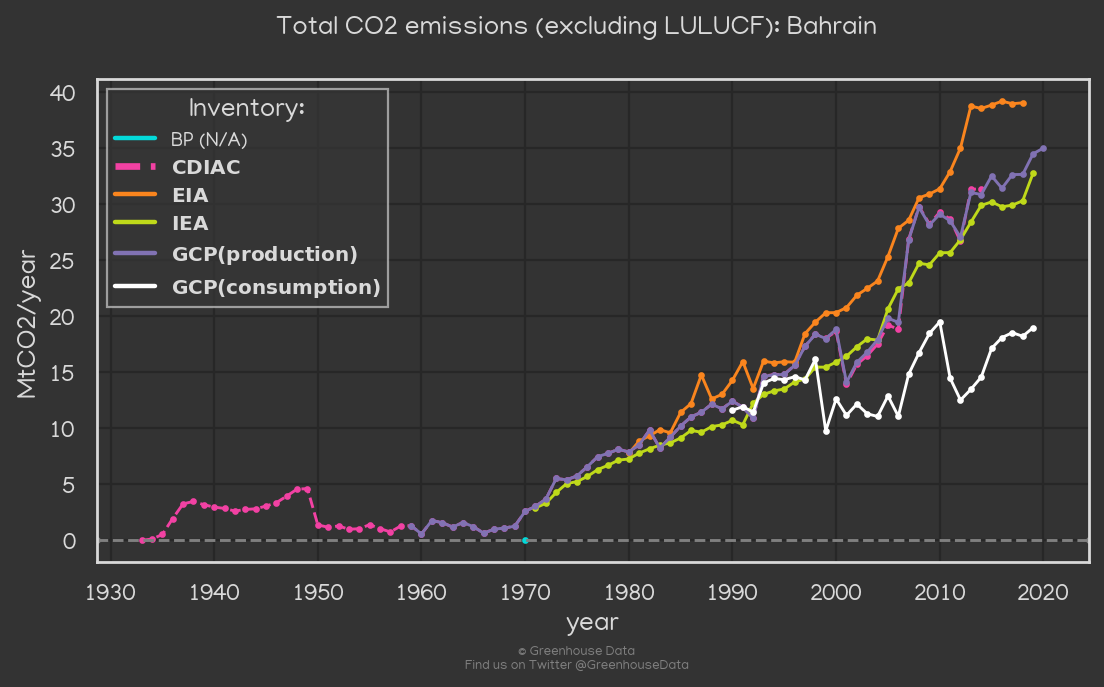 Total CO2 emissions (excluding LULUCF): Bahrain
Inventory:
BP (N/A)
CDIAC
EIA
IEA
GCP(production)
GCP(consumption)
MtCO2/year
40
35
30
25
20
15
10
5
0
1930 1940 1950 1960 1970 1980 1990 2000 2010 2020
year
© Greenhouse Data
Find us on Twitter @GreenhouseData